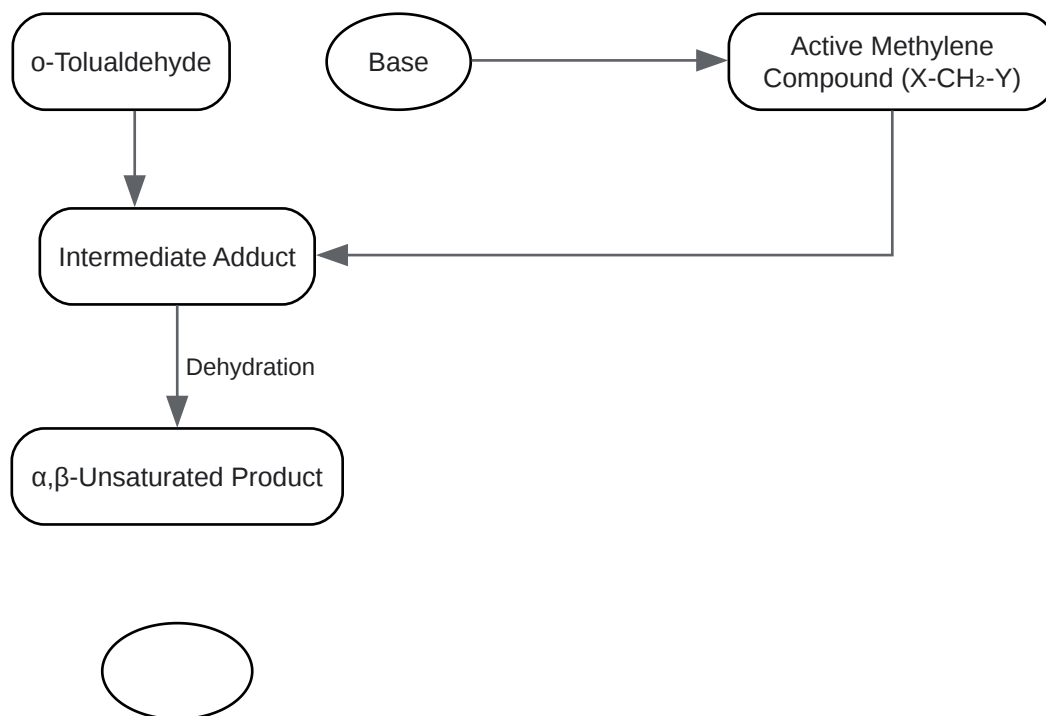 o-Tolualdehyde
Base
Active Methylene
Compound (X-CH₂-Y)
Intermediate Adduct
Dehydration
α,β-Unsaturated Product